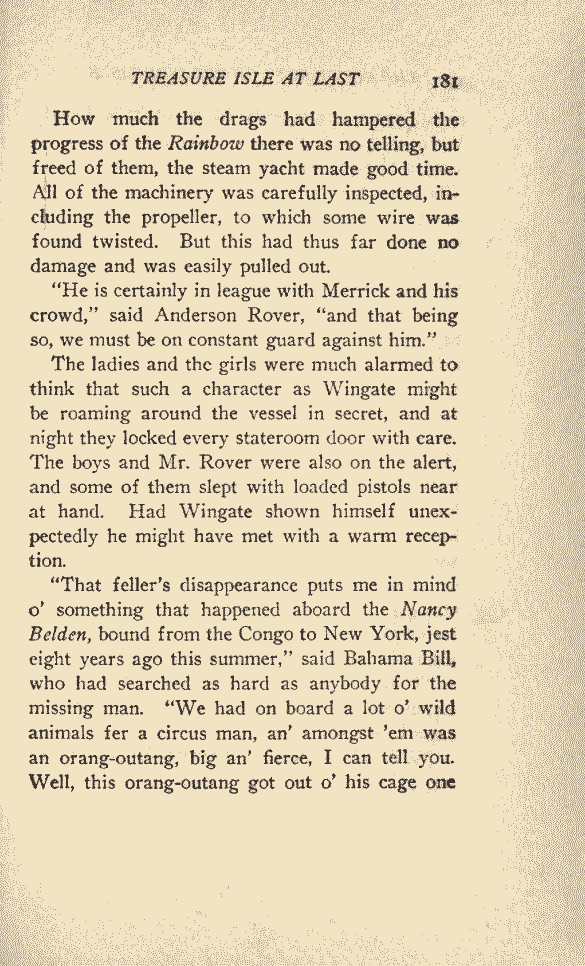 TREASURE ISLE AT LAST 181
How much the drags had hampered the
progress of the Rainbow there was no telling, but
freed of them, the steam yacht made good time.
All of the machinery was carefully inspected, in-
cluding the propeller, to which some wire was
found twisted. But this had thus far done no
damage and was easily pulled out.
"He is certainly in league with Merrick and his
crowd," said Anderson Rover, "and that being
so, we must be on constant guard against him."
The ladies and the girls were much alarmed to
think that such a character as Wingate might
be roaming around the vessel in secret, and at
night they locked every stateroom door with care.
The boys and Mr. Rover were also on the alert,
and some of them slept with loaded pistols near
at hand. Had Wingate shown himself unex-
pectedly he might have met with a warm recep-
tion.
"That feller's disappearance puts me in mind
o' something that happened aboard the Nancy
Belden, bound from the Congo to New York, jest
eight years ago this summer," said Bahama Bill,
who had searched as hard as anybody for the
missing man. "We had on board a lot o' wild
animals fer a circus man, an' amongst 'em was
an orang-outang, big an' fierce, I can tell you.
Well, this orang-outang got out o' his cage one